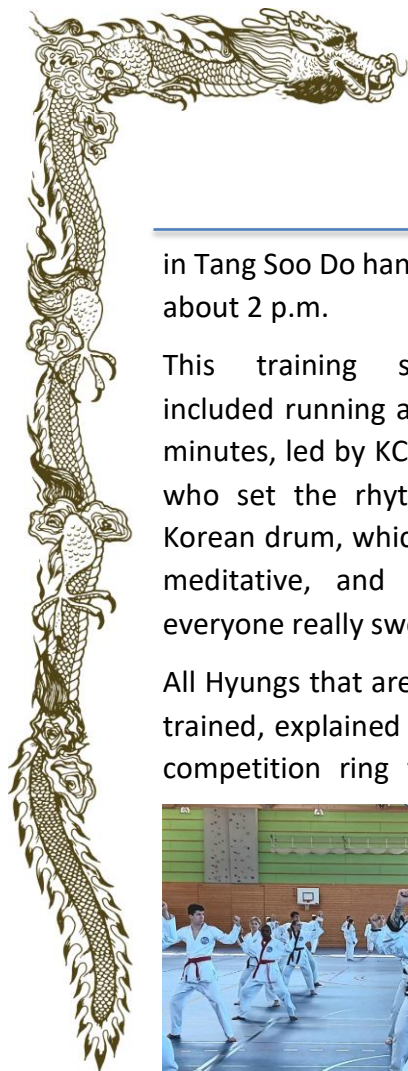 in Tang Soo Do han
about 2 p.m.
This training s
included running a
minutes, led by KC
who set the rhyt
Korean drum, whic
meditative, and
everyone really swe
All Hyungs that are
trained, explained
competition ring